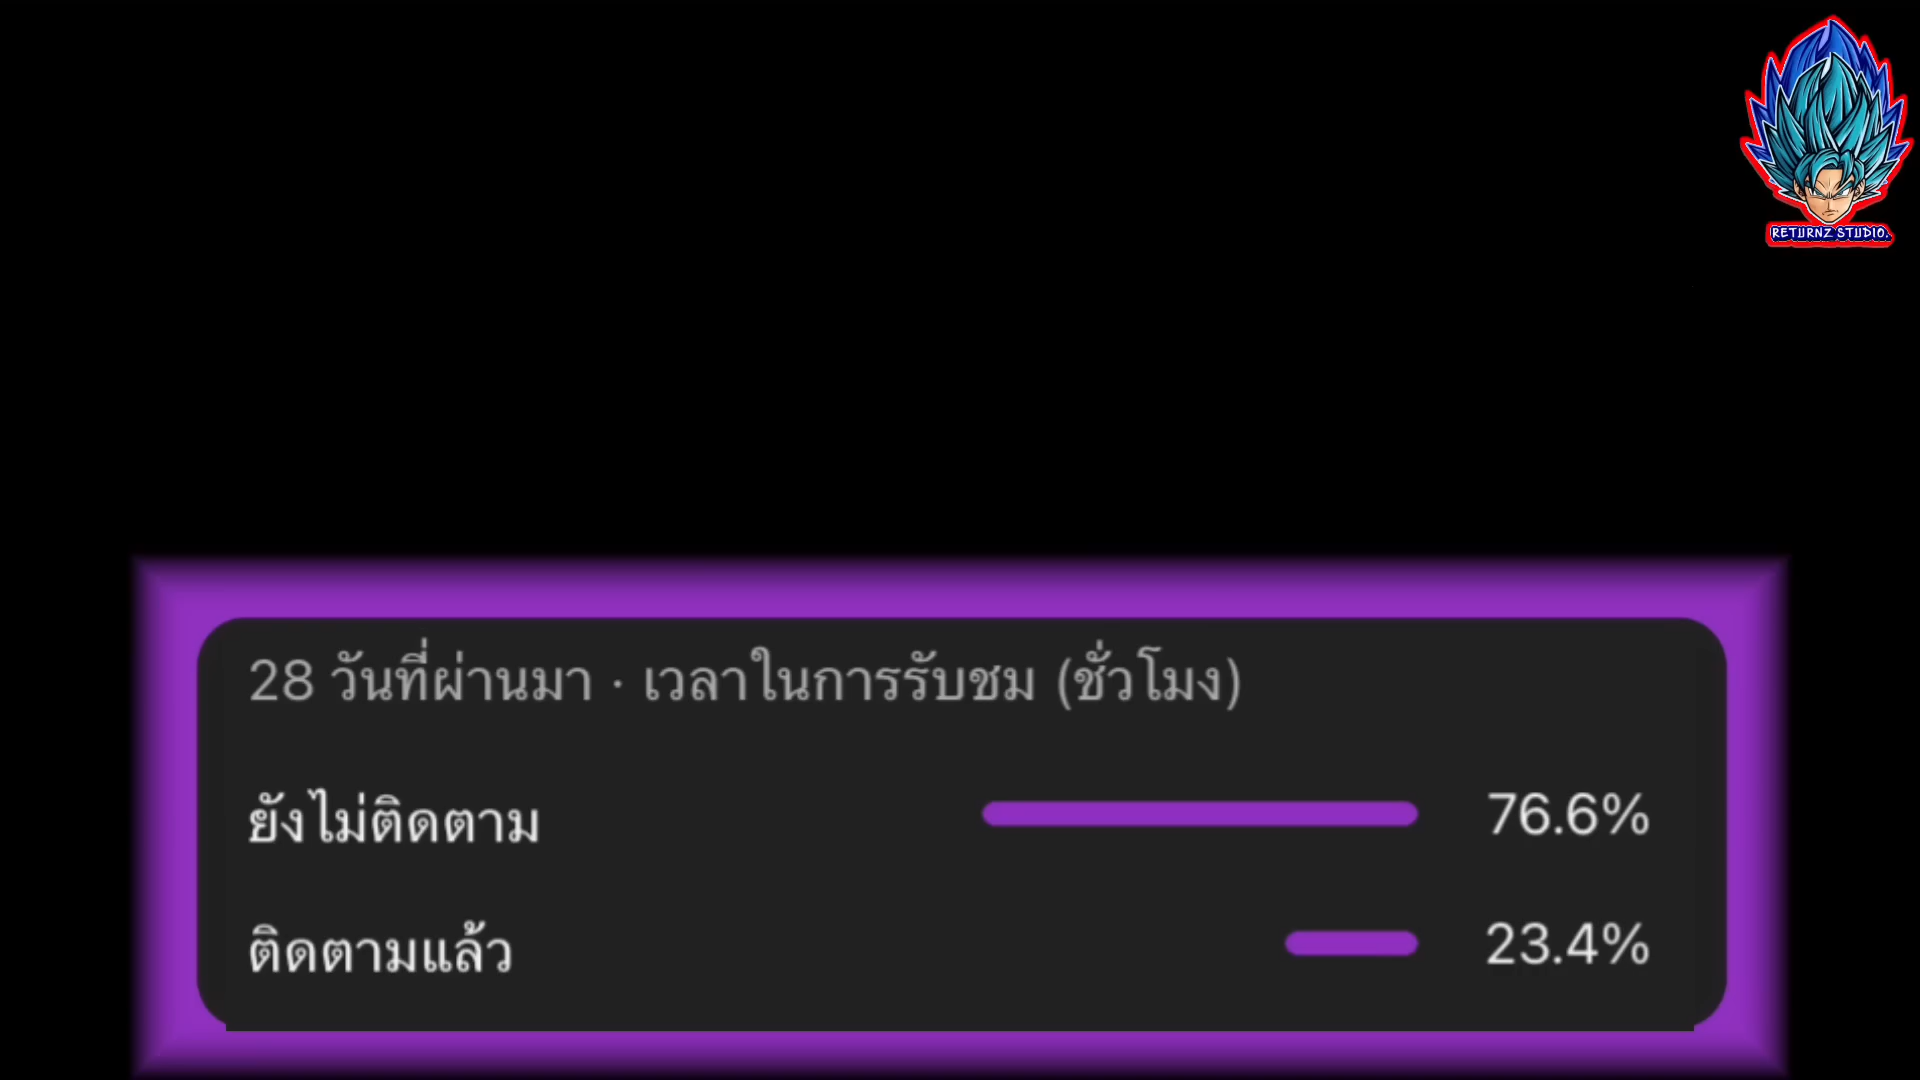 RETURNZ STUDIO.
28 วันที่ผ่านมา · เวลาในการรับชม (ชั่วโมง)
ยังไม่ติดตาม 76.6%
ติดตามแล้ว 23.4%